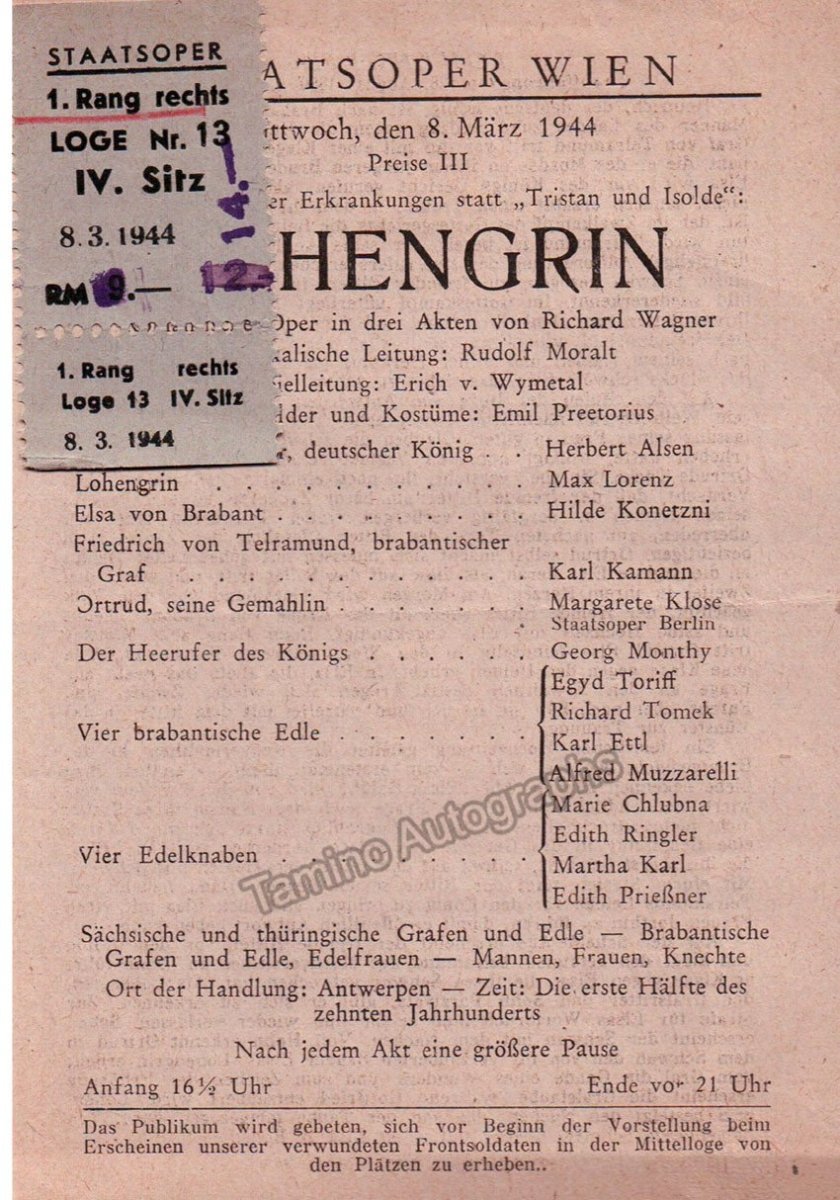 STAATSOPER
1. Rang rechts
LOGE Nr. 13
IV. Sitz
8.3.1944
RM 9.— 12.- 14.-
1. Rang rechts
Loge 13 IV. Sitz
8. 3. 1944
ATSOPER WIEN
ttwoch, den 8. März 1944
Preise III
er Erkrankungen statt „Tristan und Isolde“:
HENGRIN
Oper in drei Akten von Richard Wagner
kalische Leitung: Rudolf Moralt
ielleitung: Erich v. Wymetal
lder und Kostüme: Emil Preetorius
r, deutscher König . . Herbert Alsen
Lohengrin . . . . . . . . . . . Max Lorenz
Elsa von Brabant . . . . . . . . . Hilde Konetzni
Friedrich von Telramund, brabantischer
Graf . . . . . . . . . . . . Karl Kamann
Ortrud, seine Gemahlin . . . . . . . Margarete Klose
Staatsoper Berlin
Der Heerufer des Königs . . . . . . Georg Monthy
Egyd Toriff
Richard Tomek
Vier brabantische Edle . . . . . . .
Karl Ettl
Alfred Muzzarelli
Marie Chlubna
Edith Ringler
Vier Edelknaben . . . . . . . . .
Martha Karl
Edith Prießner
Tamino Autographs
Sächsische und thüringische Grafen und Edle — Brabantische
Grafen und Edle, Edelfrauen — Mannen, Frauen, Knechte
Ort der Handlung: Antwerpen — Zeit: Die erste Hälfte des
zehnten Jahrhunderts
Nach jedem Akt eine größere Pause
Anfang 16½ Uhr Ende vor 21 Uhr
Das Publikum wird gebeten, sich vor Beginn der Vorstellung beim
Erscheinen unserer verwundeten Frontsoldaten in der Mittelloge von
den Plätzen zu erheben..